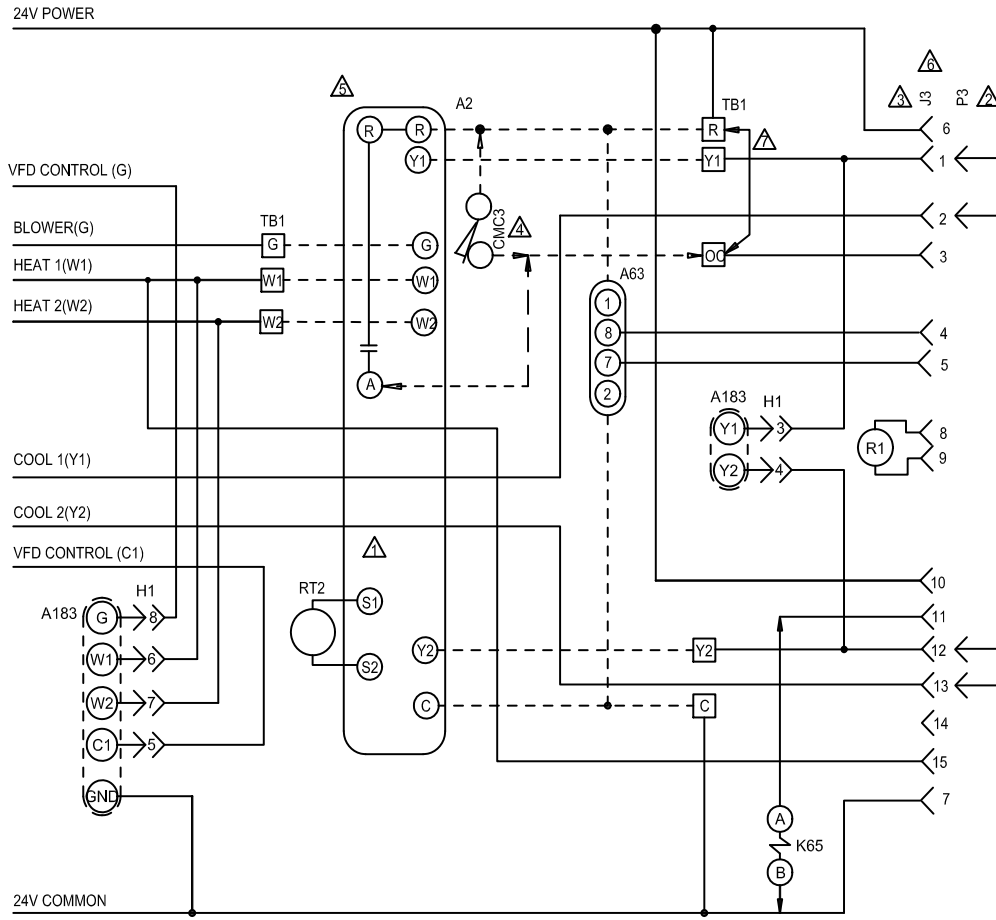 24V POWER
6
5
A2
TB1
3
J3
P3
2
6
R
R
R
7
VFD CONTROL (G)
Y1
Y1
1
BLOWER(G)
TB1
CMC3
4
2
G
G
OC
3
HEAT 1(W1)
W1
W1
A63
1
HEAT 2(W2)
W2
W2
8
4
7
5
A
2
A183
H1
Y1
3
R1
8
9
COOL 1(Y1)
Y2
4
COOL 2(Y2)
VFD CONTROL (C1)
1
10
A183
H1
RT2
S1
G
8
11
W1
6
S2
Y2
Y2
12
13
W2
7
C
C
14
C1
5
15
GND
7
A
K65
B
24V COMMON